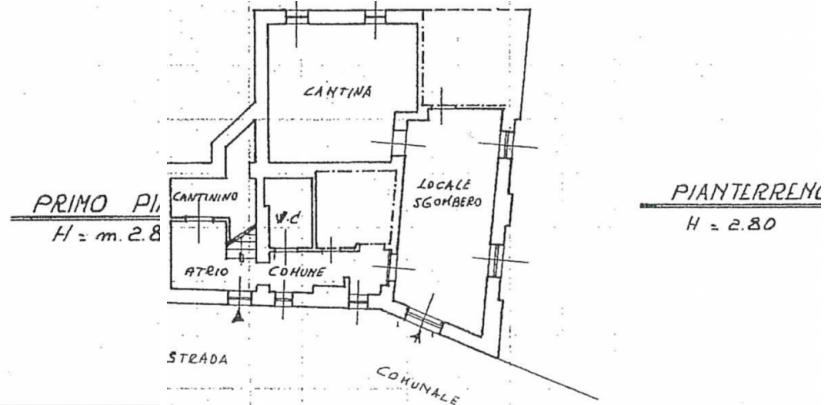 CANTINA
PRIMO PI
H = m. 2.8
CANTININO
LOCALE
SGOMBERO
PIANTERRENO
H = 2.80
W.C
ATRIO
COMUNE
STRADA
COMUNALE